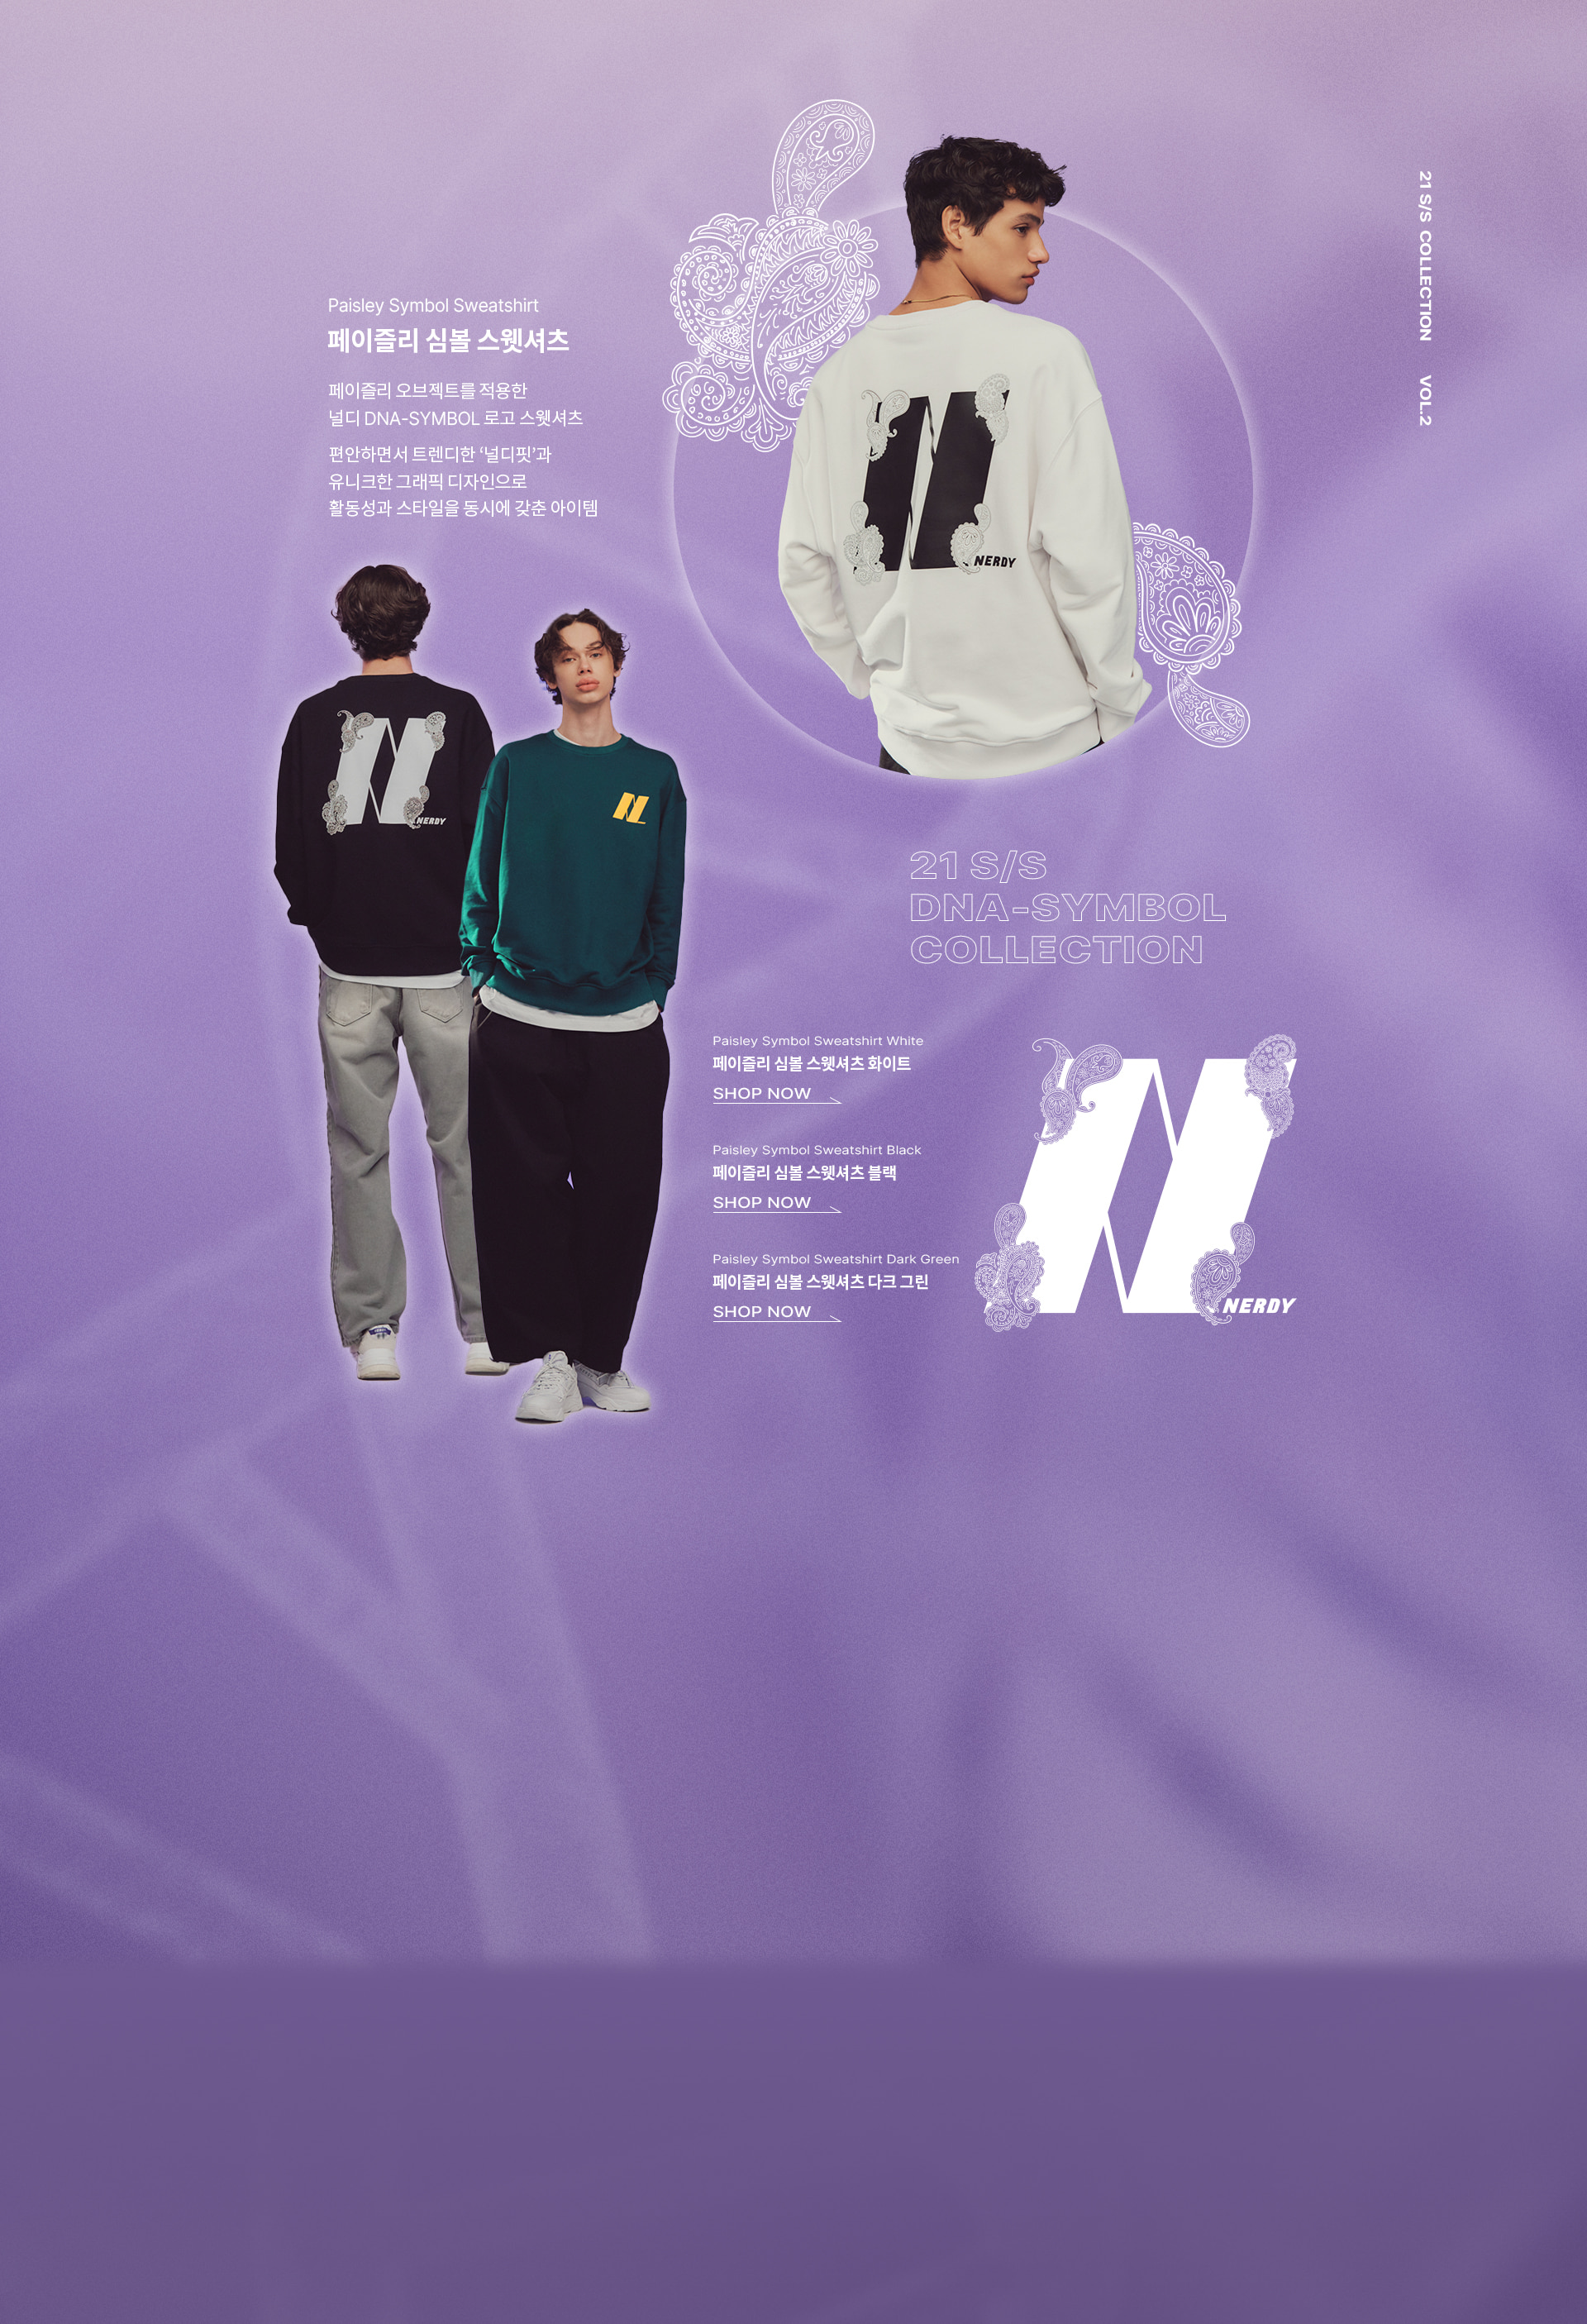 21 S/S COLLECTION VOL.2
Paisley Symbol Sweatshirt
페이즐리 심볼 스웻셔츠
페이즐리 오브젝트를 적용한
널디 DNA-SYMBOL 로고 스웻셔츠
편안하면서 트렌디한 ‘널디핏’과
유니크한 그래픽 디자인으로
활동성과 스타일을 동시에 갖춘 아이템
NERDY
NERDY
21 S/S
DNA-SYMBOL
COLLECTION
Paisley Symbol Sweatshirt White
페이즐리 심볼 스웻셔츠 화이트
SHOP NOW
Paisley Symbol Sweatshirt Black
페이즐리 심볼 스웻셔츠 블랙
SHOP NOW
Paisley Symbol Sweatshirt Dark Green
페이즐리 심볼 스웻셔츠 다크 그린
SHOP NOW
NERDY